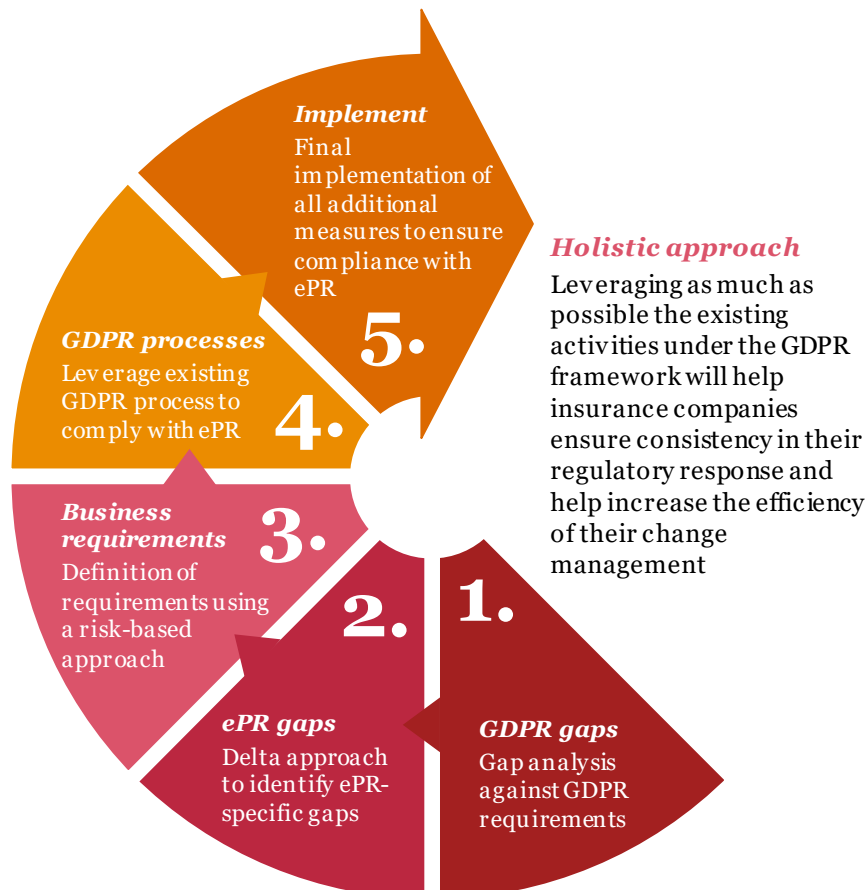 Implement
Final
implementation of
all additional
measures to ensure
compliance with
ePR
5.
Holistic approach
Leveraging as much as
possible the existing
activities under the GDPR
framework will help
insurance companies
ensure consistency in their
regulatory response and
help increase the efficiency
of their change
management
GDPR processes
Leverage existing
GDPR process to
comply with ePR
4.
Business
requirements
Definition of
requirements using
a risk-based
approach
3.
2.
ePR gaps
Delta approach
to identify ePR-
specific gaps
1.
GDPR gaps
Gap analysis
against GDPR
requirements